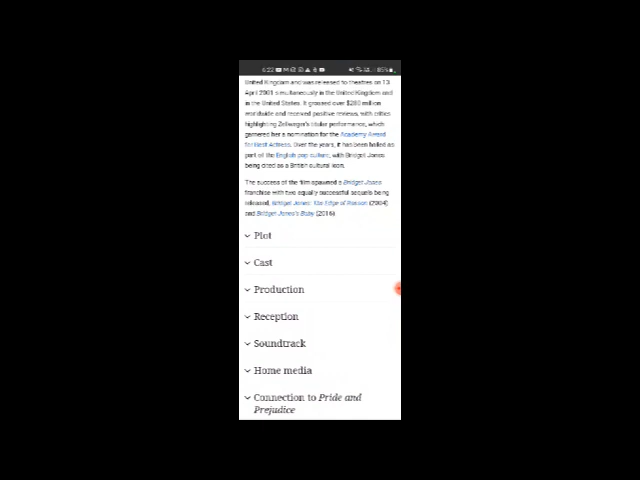 6:22
85%
United Kingdom and was released to theatres on 13
April 2001 simultaneously in the United Kingdom and
in the United States. It grossed over $280 million
worldwide and received positive reviews, with critics
highlighting Zellweger's titular performance, which
garnered her a nomination for the Academy Award
for Best Actress. Over the years, it has been hailed as
part of the English pop culture, with Bridget Jones
being cited as a British cultural icon.
The success of the film spawned a Bridget Jones
franchise with two equally successful sequels being
released, Bridget Jones: The Edge of Reason (2004)
and Bridget Jones's Baby (2016)
Plot
Cast
Production
Reception
Soundtrack
Home media
Connection to Pride and
Prejudice